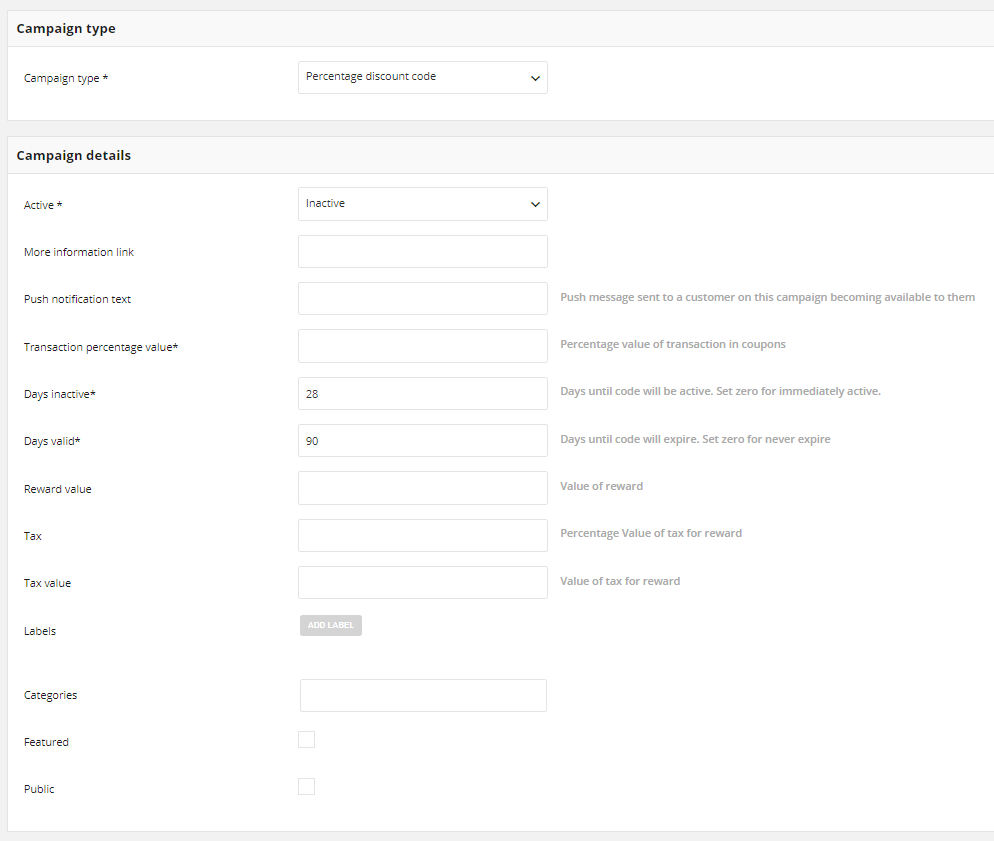 Campaign type
Campaign type * Percentage discount code
Campaign details
Active * Inactive
More information link
Push notification text Push message sent to a customer on this campaign becoming available to them
Transaction percentage value* Percentage value of transaction in coupons
Days inactive* 28 Days until code will be active. Set zero for immediately active.
Days valid* 90 Days until code will expire. Set zero for never expire
Reward value Value of reward
Tax Percentage Value of tax for reward
Tax value Value of tax for reward
Labels ADD LABEL
Categories
Featured
Public